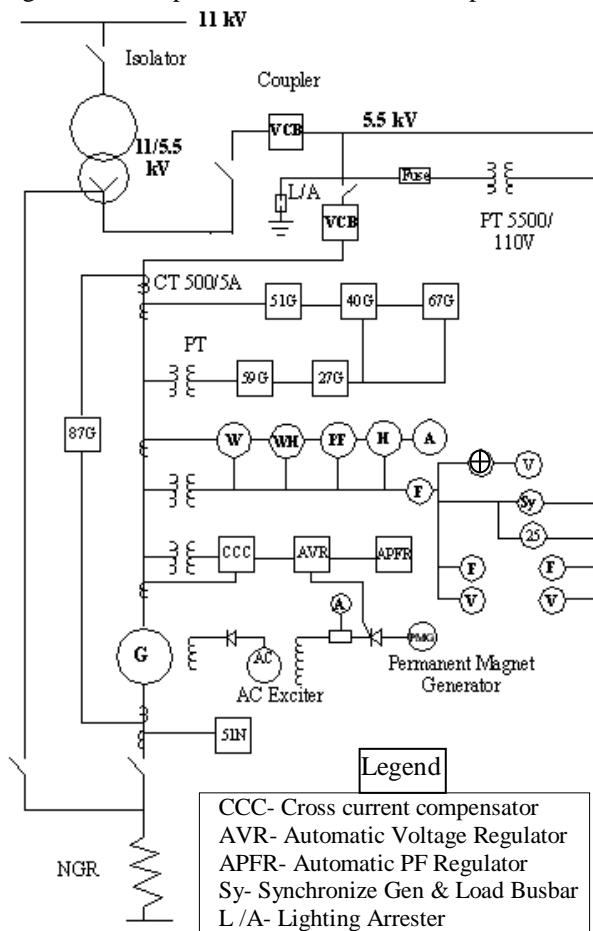 11 kV
Isolator
Coupler
VCB
5.5 kV
11/5.5
kV
L/A
Fuse
VCB
PT 5500/
110V
CT 500/5A
51G
40G
67G
PT
59G
27G
87G
W
WH
PF
H
A
F
V
Sy
25
F
F
V
V
CCC
AVR
APFR
A
G
AC
PMG
AC Exciter
Permanent Magnet
Generator
51N
Legend
CCC- Cross current compensator
AVR- Automatic Voltage Regulator
APFR- Automatic PF Regulator
Sy- Synchronize Gen & Load Busbar
L /A- Lighting Arrester
NGR